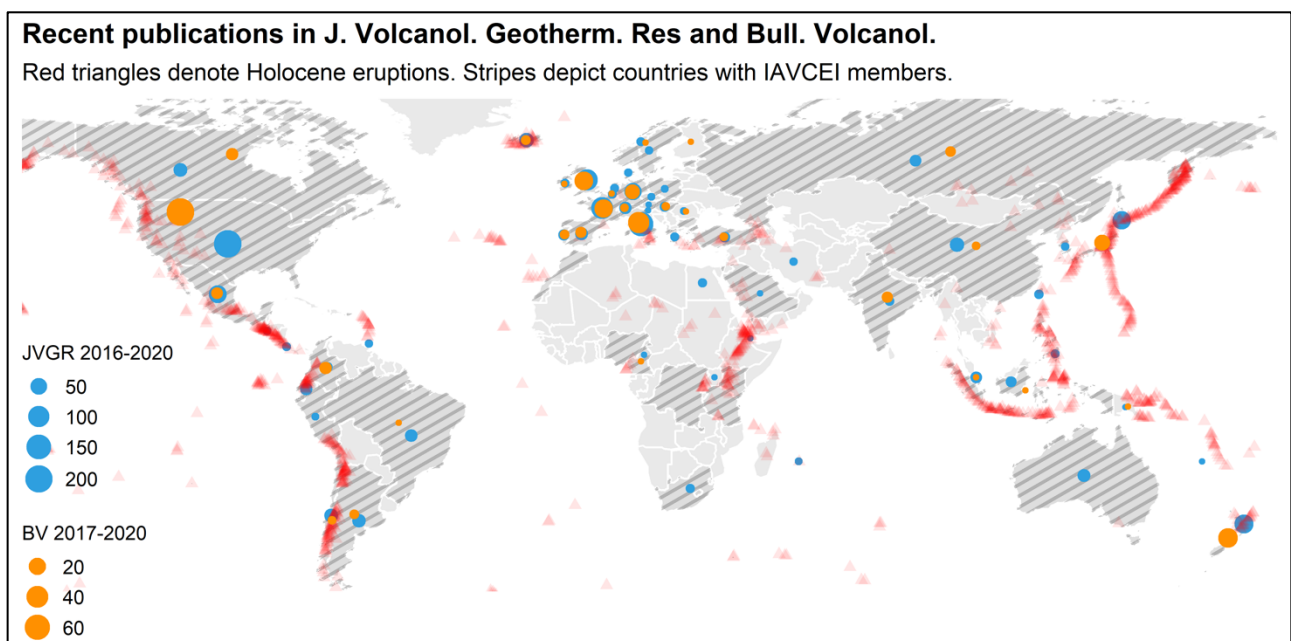 Recent publications in J. Volcanol. Geotherm. Res and Bull. Volcanol.
Red triangles denote Holocene eruptions. Stripes depict countries with IAVCEI members.
JVGR 2016-2020
50
100
150
200
BV 2017-2020
20
40
60